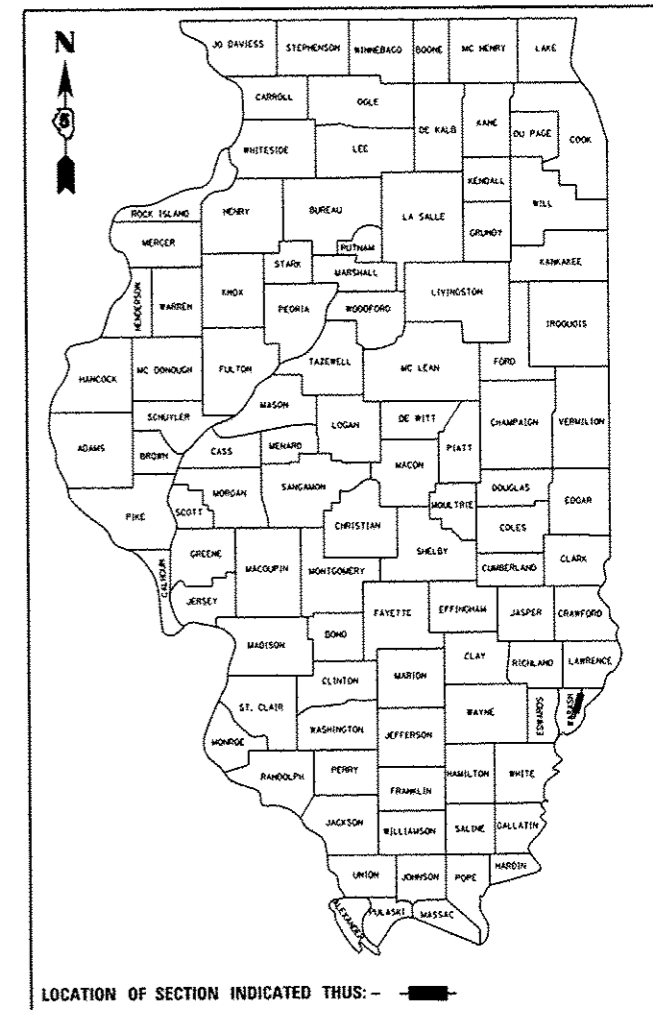 N
JO DAVIESS STEPHENSON WINNEBAGO BOONE MC HENRY LAKE
CARROLL OGLE DE KALB KANE DU PAGE COOK
WHITESIDE LEE
KENDALL WILL
ROCK ISLAND HENRY BUREAU LA SALLE GRUNDY
MERCER PUTNAM KANKAKEE
STARK MARSHALL
HENDERSON WARREN KNOX PEORIA WOODFORD LIVINGSTON IROQUOIS
HANCOCK MC DONOUGH FULTON TAZEWELL MC LEAN FORD
SCHUYLER MASON LOGAN DE WITT CHAMPAIGN VERMILION
ADAMS BROWN CASS MENARD PIATT
MACON
MORGAN SANGAMON DOUGLAS EDGAR
PIKE SCOTT CHRISTIAN MOULTRIE COLES
GREENE SHELBY
CALHOUN MACOUPIN MONTGOMERY CUMBERLAND CLARK
JERSEY FAYETTE EFFINGHAM JASPER CRAWFORD
MADISON BOND
CLAY RICHLAND LAWRENCE
CLINTON MARION
ST. CLAIR WAYNE EDWARDS WABASH
WASHINGTON JEFFERSON
MONROE
RANDOLPH PERRY HAMILTON WHITE
FRANKLIN
JACKSON WILLIAMSON SALINE GALLATIN
UNION JOHNSON POPE HARDIN
ALEXANDER PULASKI MASSAC
LOCATION OF SECTION INDICATED THUS: -